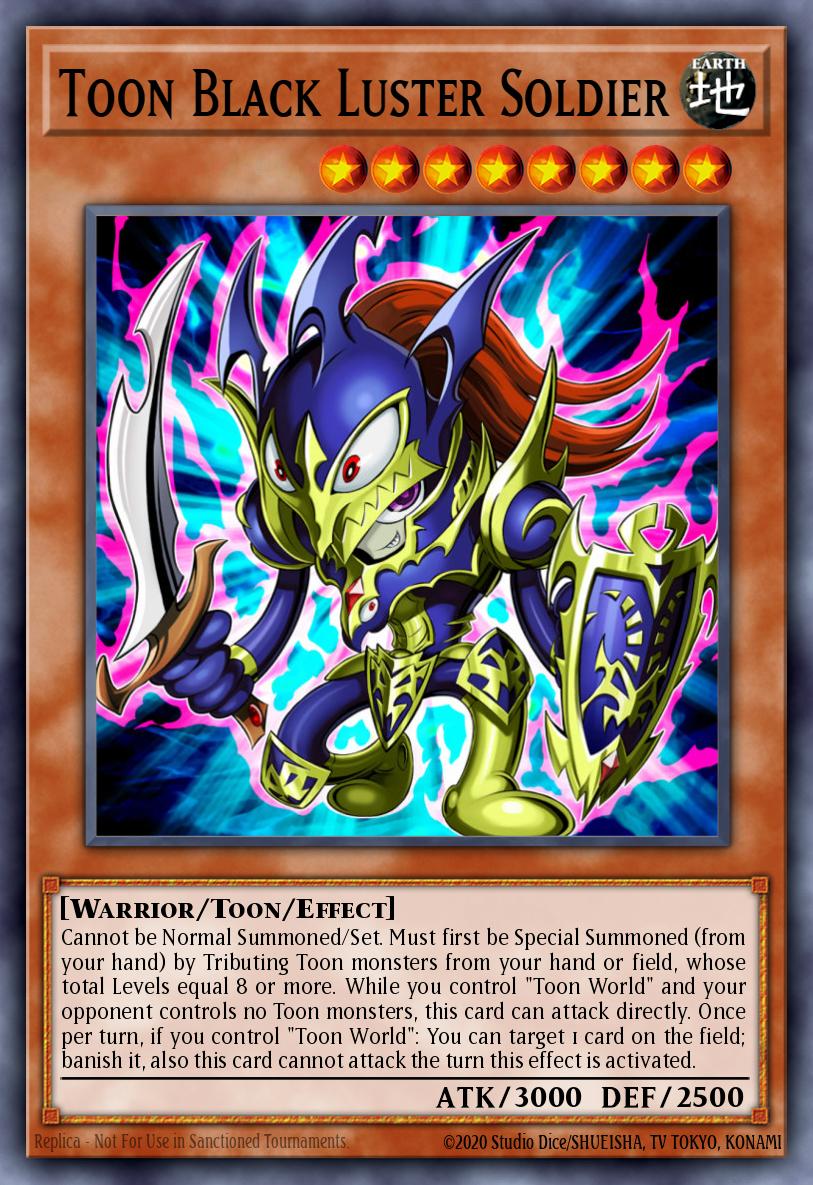 Toon Black Luster Soldier
EARTH
地
[Warrior/Toon/Effect]
Cannot be Normal Summoned/Set. Must first be Special Summoned (from
your hand) by Tributing Toon monsters from your hand or field, whose
total Levels equal 8 or more. While you control "Toon World" and your
opponent controls no Toon monsters, this card can attack directly. Once
per turn, if you control "Toon World": You can target 1 card on the field;
banish it, also this card cannot attack the turn this effect is activated.
ATK/3000 DEF/2500
Replica - Not For Use in Sanctioned Tournaments.
©2020 Studio Dice/SHUEISHA, TV TOKYO, KONAMI